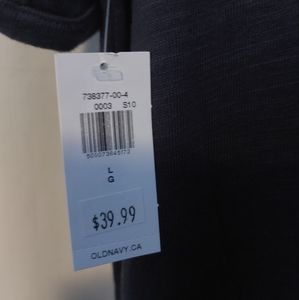 738377-00-4
0003 S10
L
G
$39.99
OLDNAVY.CA